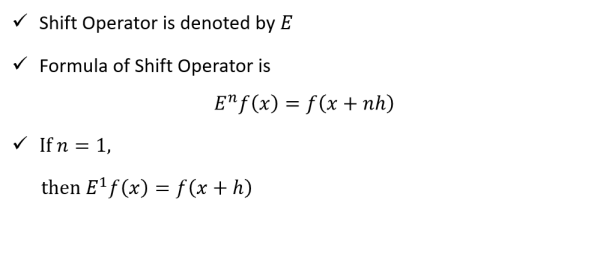 ✓ Shift Operator is denoted by E
✓ Formula of Shift Operator is
Eⁿf(x) = f(x + nh)
✓ If n = 1,
then E¹f(x) = f(x + h)